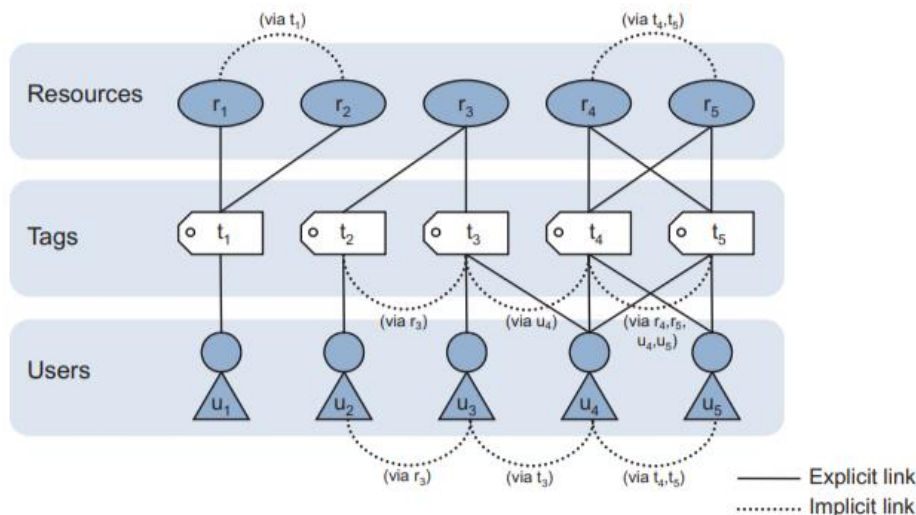 (via t₁) (via t₄,t₅)
Resources r₁ r₂ r₃ r₄ r₅
Tags t₁ t₂ t₃ t₄ t₅
(via r₃) (via u₄) (via r₄,r₅,
u₄,u₅)
Users
u₁ u₂ u₃ u₄ u₅
(via r₃) (via t₃) (via t₄,t₅)
Explicit link
Implicit link